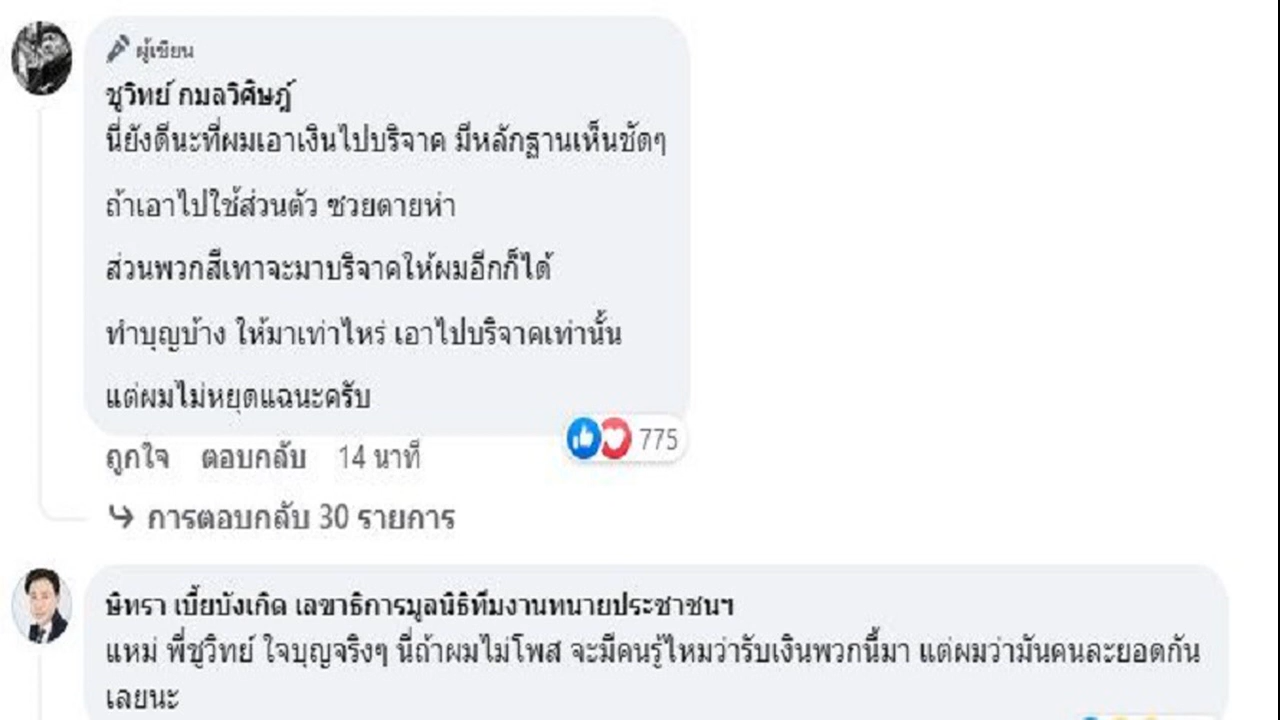 ผู้เขียน
ชูวิทย์ กมลวิศิษฎ์
นี่ยังดีนะที่ผมเอาเงินไปบริจาค มีหลักฐานเห็นชัดๆ
ถ้าเอาไปใช้ส่วนตัว ซวยดายห่า
ส่วนพวกสีเทาจะมาบริจาคให้ผมอีกก็ได้
ทำบุญบ้าง ให้มาเท่าไหร่ เอาไปบริจาคเท่านั้น
แต่ผมไม่หยุดแฉนะครับ
775
ถูกใจ ตอบกลับ 14 นาที
การตอบกลับ 30 รายการ
ษิทรา เบี้ยบังเกิด เลขาธิการมูลนิธิทีมงานทนายประชาชนฯ
แหม่ พี่ชูวิทย์ ใจบุญจริงๆ นี่ถ้าผมไม่โพส จะมีคนรู้ไหมว่ารับเงินพวกนี้มา แต่ผมว่ามันคนละยอดกัน
เลยนะ